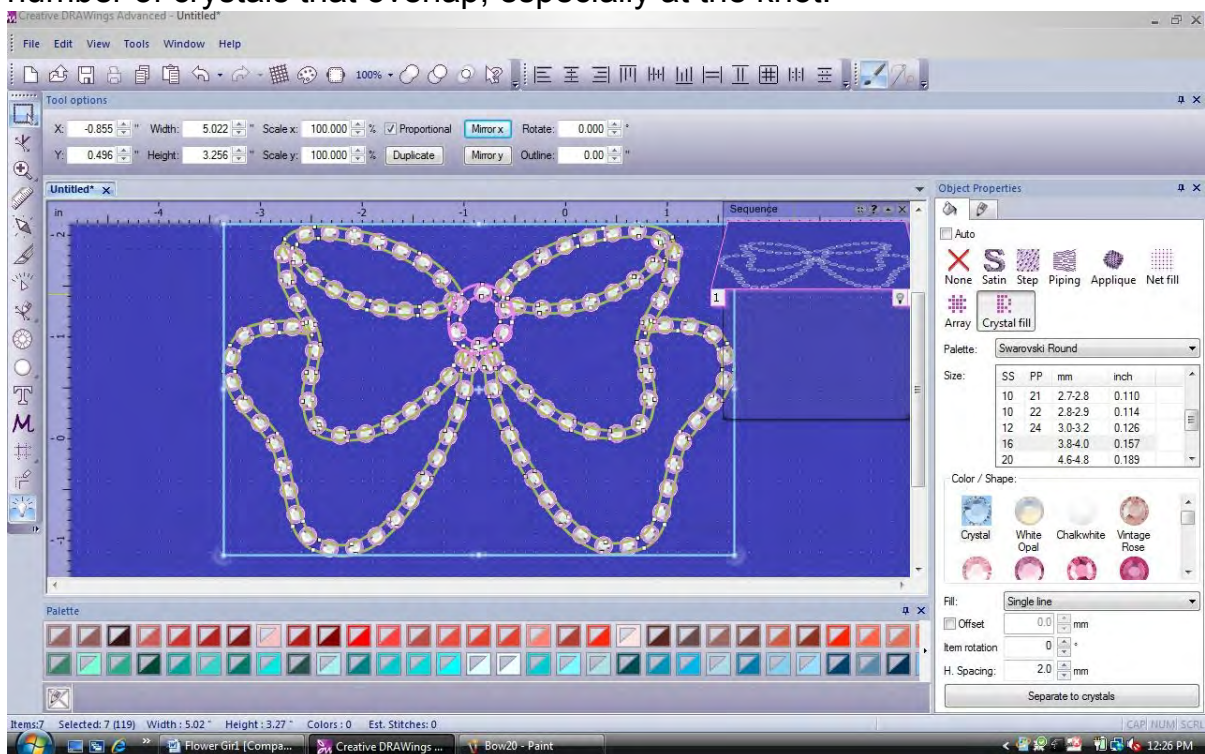 number of crystals that overlap, especially at the knot.
Creative DRAWings Advanced - Untitled*
File Edit View Tools Window Help
100%
Tool options
X: -0.855 " Width: 5.022 " Scale x: 100.000 % Proportional Mirror x Rotate: 0.000 °
Y: 0.496 " Height: 3.256 " Scale y: 100.000 % Duplicate Mirror y Outline: 0.00 "
Untitled* x
Object Properties
in -4 -3 -2 -1 0 1
Sequence
Auto
None Satin Step Piping Applique Net fill
1
Array Crystal fill
Palette: Swarovski Round
Size: SS PP mm inch
10 21 2.7-2.8 0.110
10 22 2.8-2.9 0.114
12 24 3.0-3.2 0.126
16 3.8-4.0 0.157
20 4.6-4.8 0.189
Color / Shape:
Crystal White Opal Chalkwhite Vintage Rose
Fill: Single line
Palette
Offset 0.0 mm
Item rotation 0 °
H. Spacing: 2.0 mm
Separate to crystals
Items:7 Selected: 7 (119) Width : 5.02 " Height : 3.27 " Colors : 0 Est. Stitches: 0
CAP NUM SCRL
Flower Girl [Compa... Creative DRAWings ... Bow20 - Paint 12:26 PM